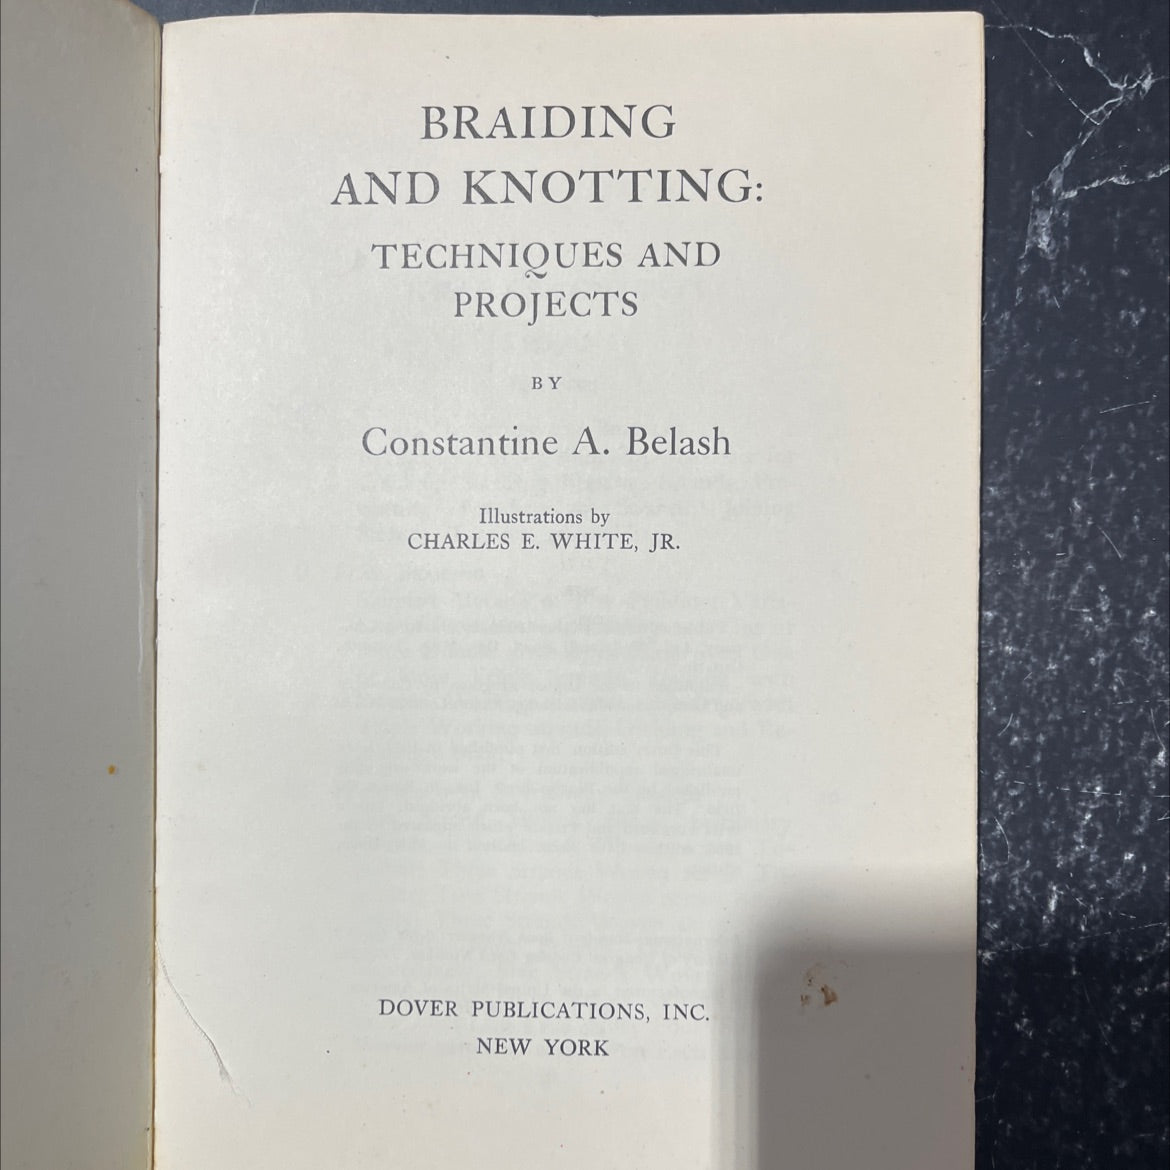 BRAIDING
AND KNOTTING:
TECHNIQUES AND
PROJECTS
BY
Constantine A. Belash
Illustrations by
CHARLES E. WHITE, JR.
DOVER PUBLICATIONS, INC.
NEW YORK